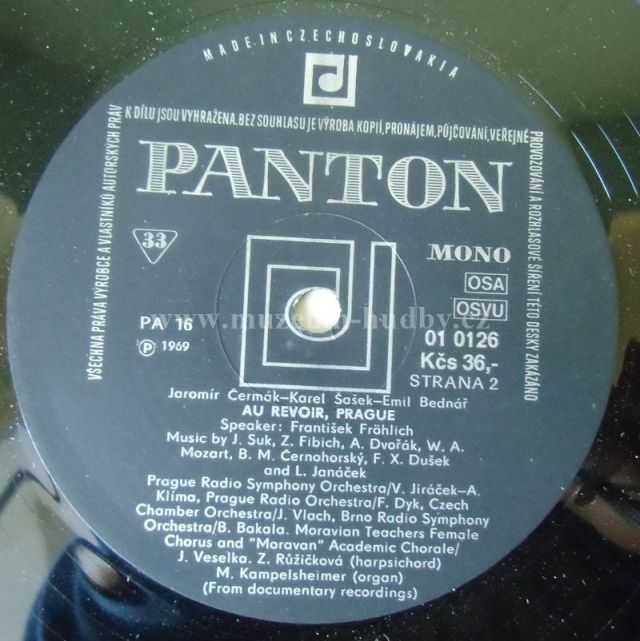 MADE IN CZECHOSLOVAKIA
VŠECHNA PRÁVA VÝROBCE A VLASTNÍKŮ AUTORSKÝCH PRÁV
K DÍLU JSOU VYHRAŽENA. BEZ SOUHLASU JE VÝROBA KOPIÍ, PRONÁJEM, PŮJČOVÁNÍ, VEŘEJNÉ
PROVOZOVÁNÍ A ROZHLASOVÉ ŠÍŘENÍ TÉTO DESKY ZAKÁZÁNO
PANTON
33
MONO
OSA
OSVU
www.muzeum-hudby.cz
PA 16
01 0126
Ⓟ 1969
Kčs 36,-
STRANA 2
Jaromír Čermák—Karel Šašek—Emil Bednář
AU REVOIR, PRAGUE
Speaker: František Fröhlich
Music by J. Suk, Z. Fibich, A. Dvořák, W. A.
Mozart, B. M. Černohorský, F. X. Dušek
and L. Janáček
Prague Radio Symphony Orchestra/V. Jiráček—A.
Klíma, Prague Radio Orchestra/F. Dyk, Czech
Chamber Orchestra/J. Vlach, Brno Radio Symphony
Orchestra/B. Bakala. Moravian Teachers Female
Chorus and "Moravan" Academic Chorale/
J. Veselka. Z. Růžičková (harpsichord)
M. Kampelsheimer (organ)
(From documentary recordings)